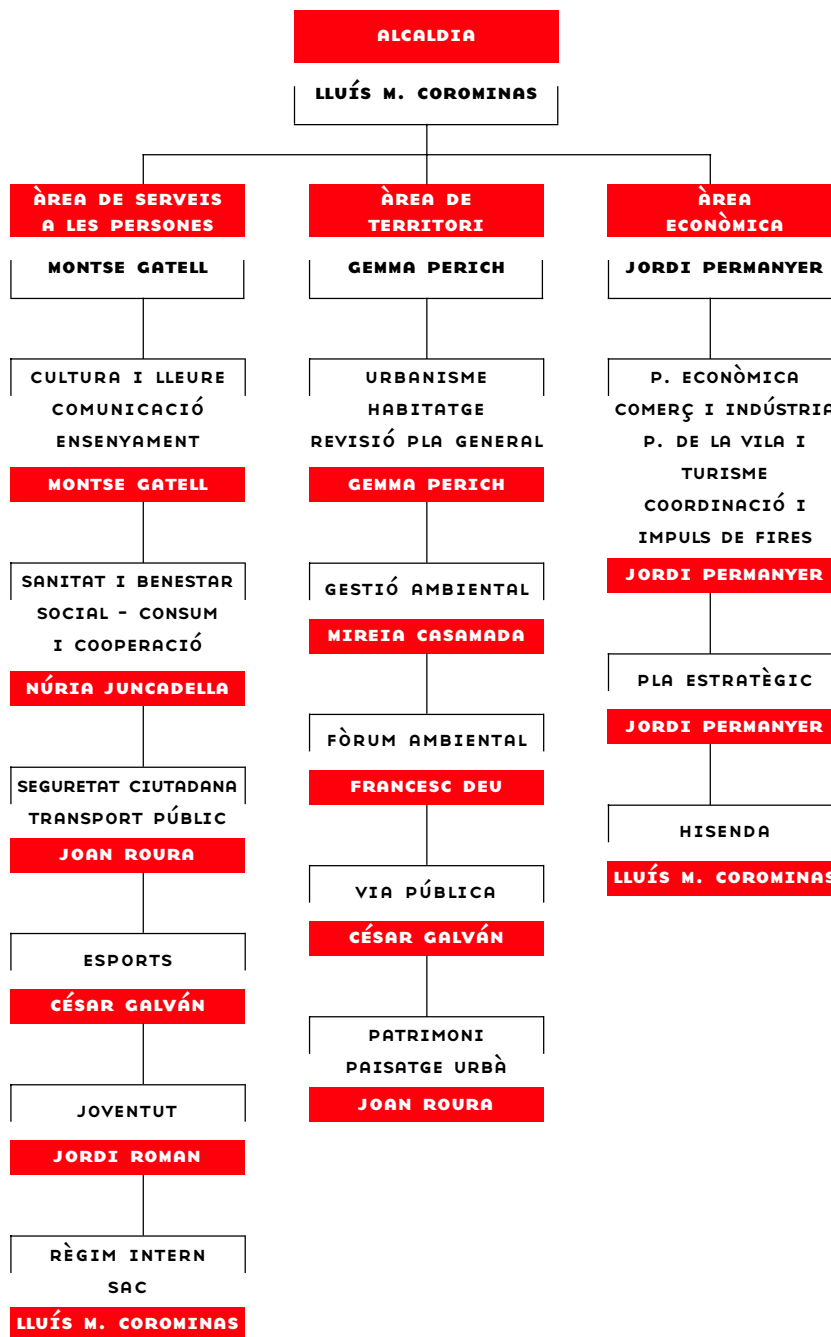 ALCALDIA
LLUÍS M. COROMINAS
ÀREA DE SERVEIS
A LES PERSONES
MONTSE GATELL
CULTURA I LLEURE
COMUNICACIÓ
ENSENYAMENT
MONTSE GATELL
SANITAT I BENESTAR
SOCIAL - CONSUM
I COOPERACIÓ
NÚRIA JUNCADELLA
SEGURETAT CIUTADANA
TRANSPORT PÚBLIC
JOAN ROURA
ESPORTS
CÉSAR GALVÁN
JOVENTUT
JORDI ROMAN
RÈGIM INTERN
SAC
LLUÍS M. COROMINAS
ÀREA DE
TERRITORI
GEMMA PERICH
URBANISME
HABITATGE
REVISIÓ PLA GENERAL
GEMMA PERICH
GESTIÓ AMBIENTAL
MIREIA CASAMADA
FÒRUM AMBIENTAL
FRANCESC DEU
VIA PÚBLICA
CÉSAR GALVÁN
PATRIMONI
PAISATGE URBÀ
JOAN ROURA
ÀREA
ECONÒMICA
JORDI PERMANYER
P. ECONÒMICA
COMERÇ I INDÚSTRIA
P. DE LA VILA I
TURISME
COORDINACIÓ I
IMPULS DE FIRES
JORDI PERMANYER
PLA ESTRATÈGIC
JORDI PERMANYER
HISENDA
LLUÍS M. COROMINAS